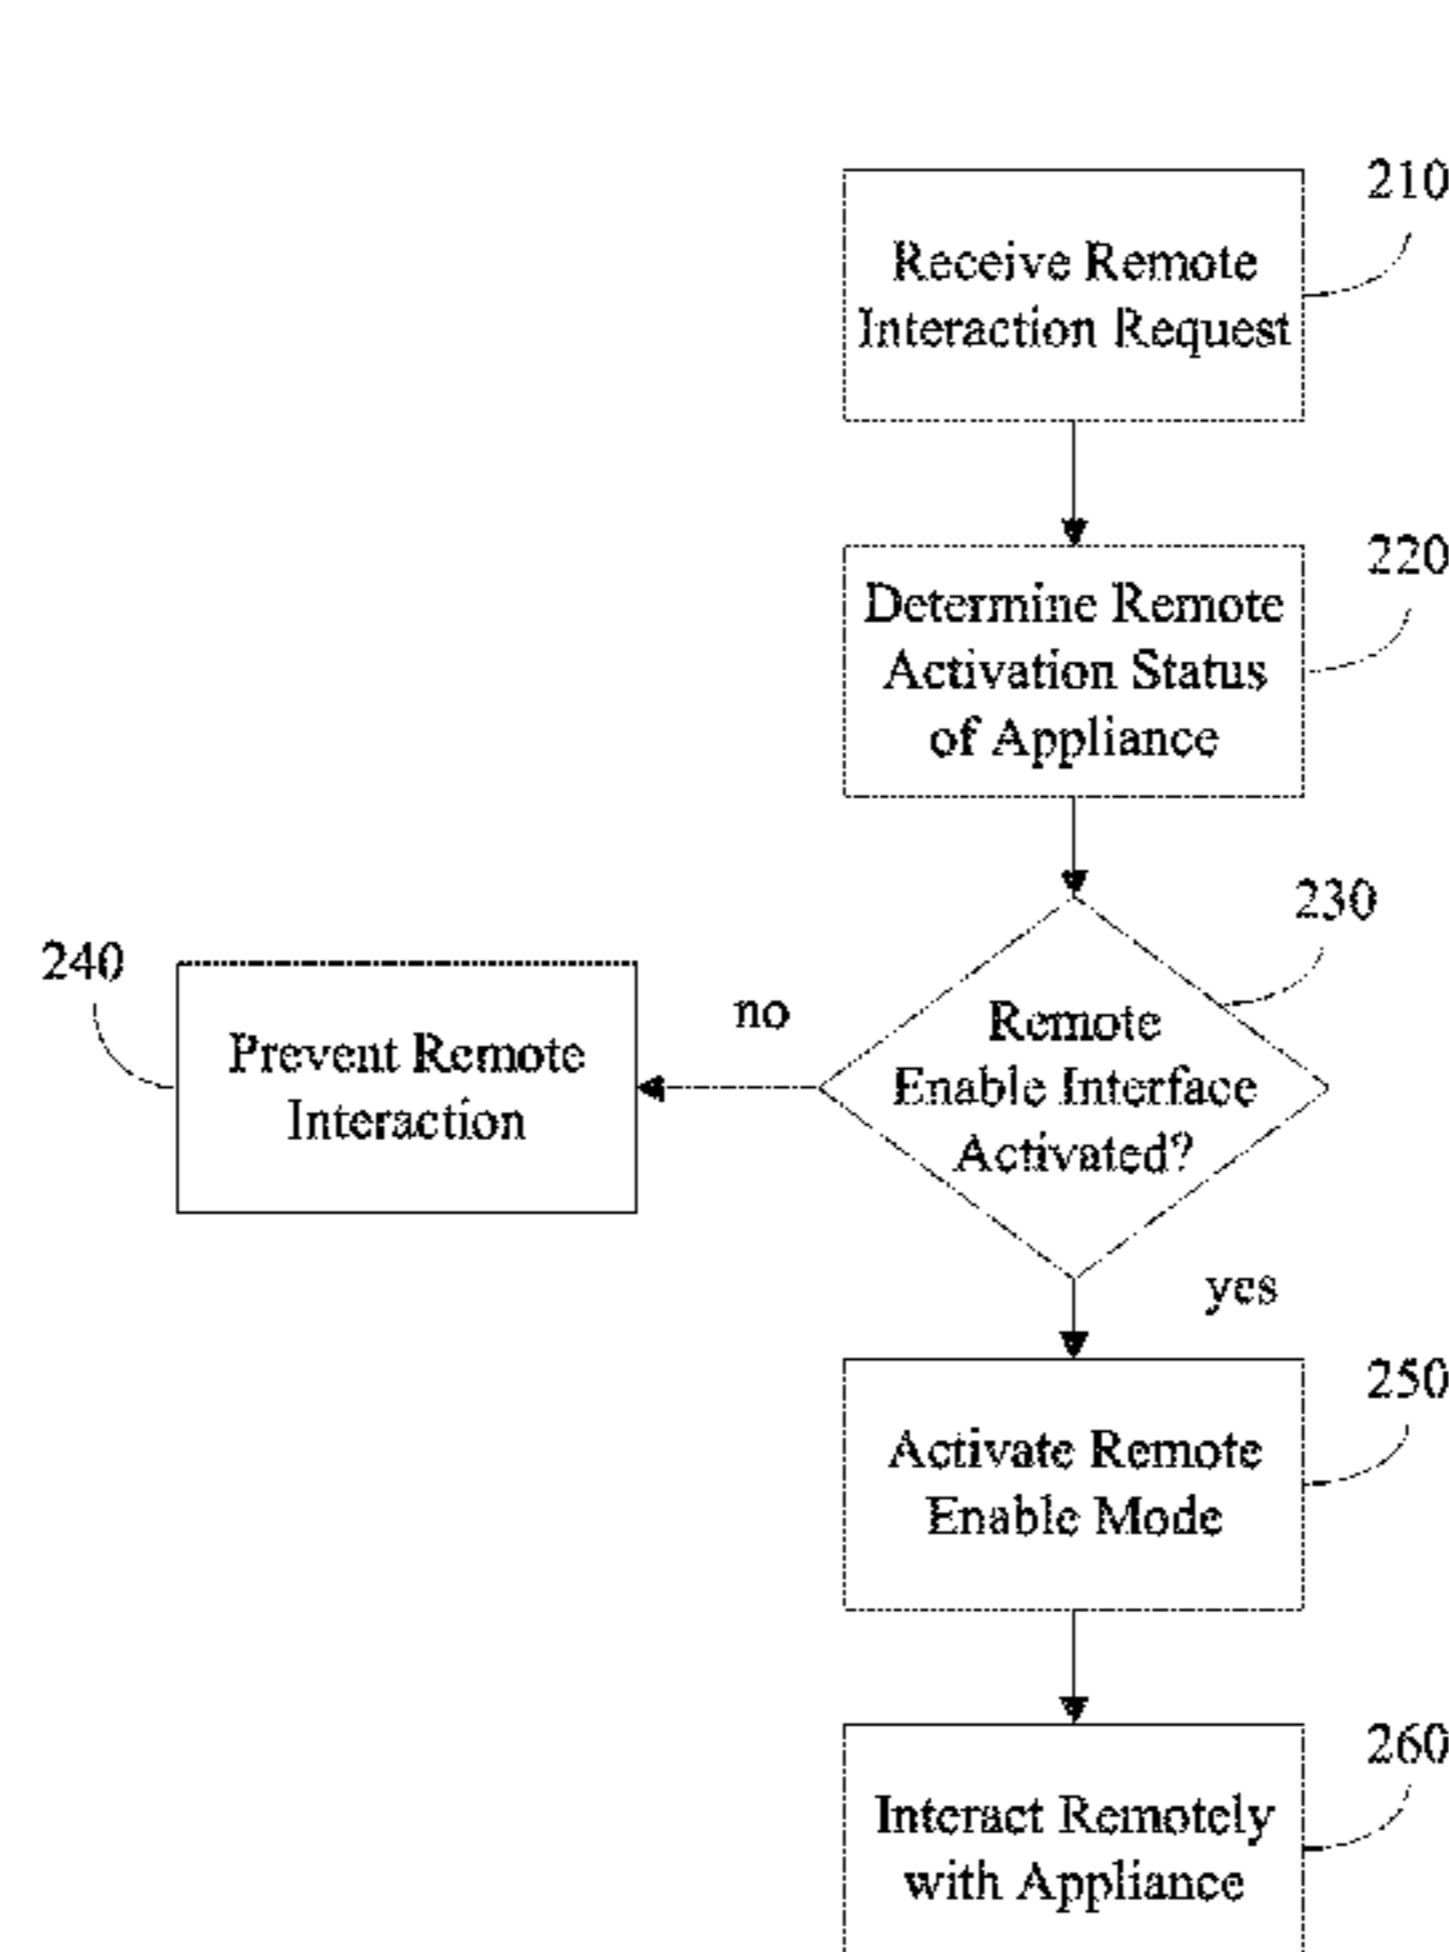 210
Receive Remote
Interaction Request
220
Determine Remote
Activation Status
of Appliance
230
Remote
Enable Interface
Activated?
no
240
Prevent Remote
Interaction
yes
250
Activate Remote
Enable Mode
260
Interact Remotely
with Appliance